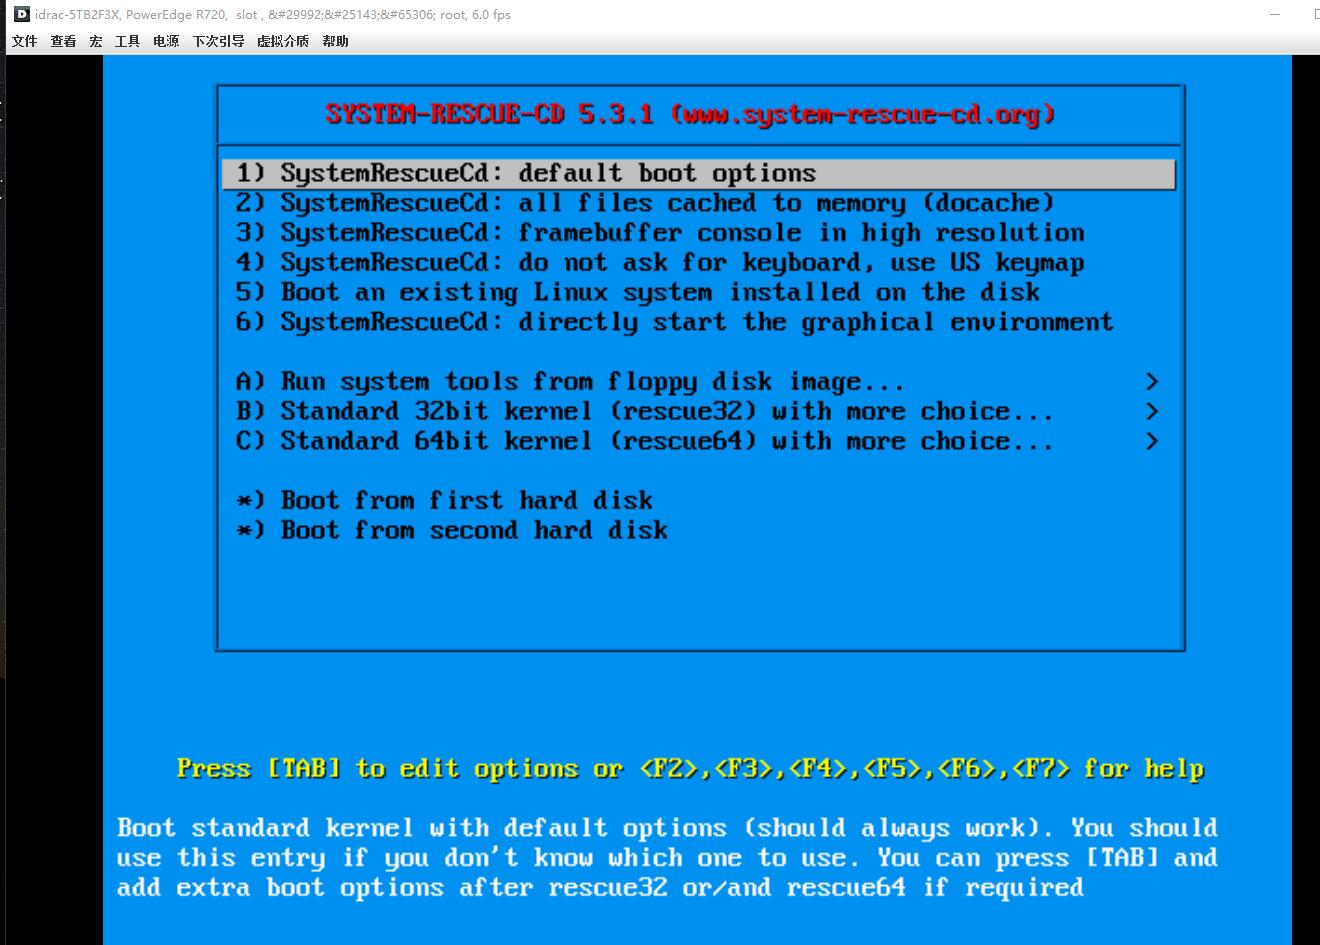 idrac-5TB2F3X, PowerEdge R720,  slot , &#29992;&#25143;&#65306; root, 6.0 fps
文件 查看 宏 工具 电源 下次引导 虚拟介质 帮助
SYSTEM-RESCUE-CD 5.3.1 (www.system-rescue-cd.org)
1) SystemRescueCd: default boot options
2) SystemRescueCd: all files cached to memory (docache)
3) SystemRescueCd: framebuffer console in high resolution
4) SystemRescueCd: do not ask for keyboard, use US keymap
5) Boot an existing Linux system installed on the disk
6) SystemRescueCd: directly start the graphical environment
A) Run system tools from floppy disk image... >
B) Standard 32bit kernel (rescue32) with more choice... >
C) Standard 64bit kernel (rescue64) with more choice... >
*) Boot from first hard disk
*) Boot from second hard disk
Press [TAB] to edit options or <F2>,<F3>,<F4>,<F5>,<F6>,<F7> for help
Boot standard kernel with default options (should always work). You should
use this entry if you don't know which one to use. You can press [TAB] and
add extra boot options after rescue32 or/and rescue64 if required